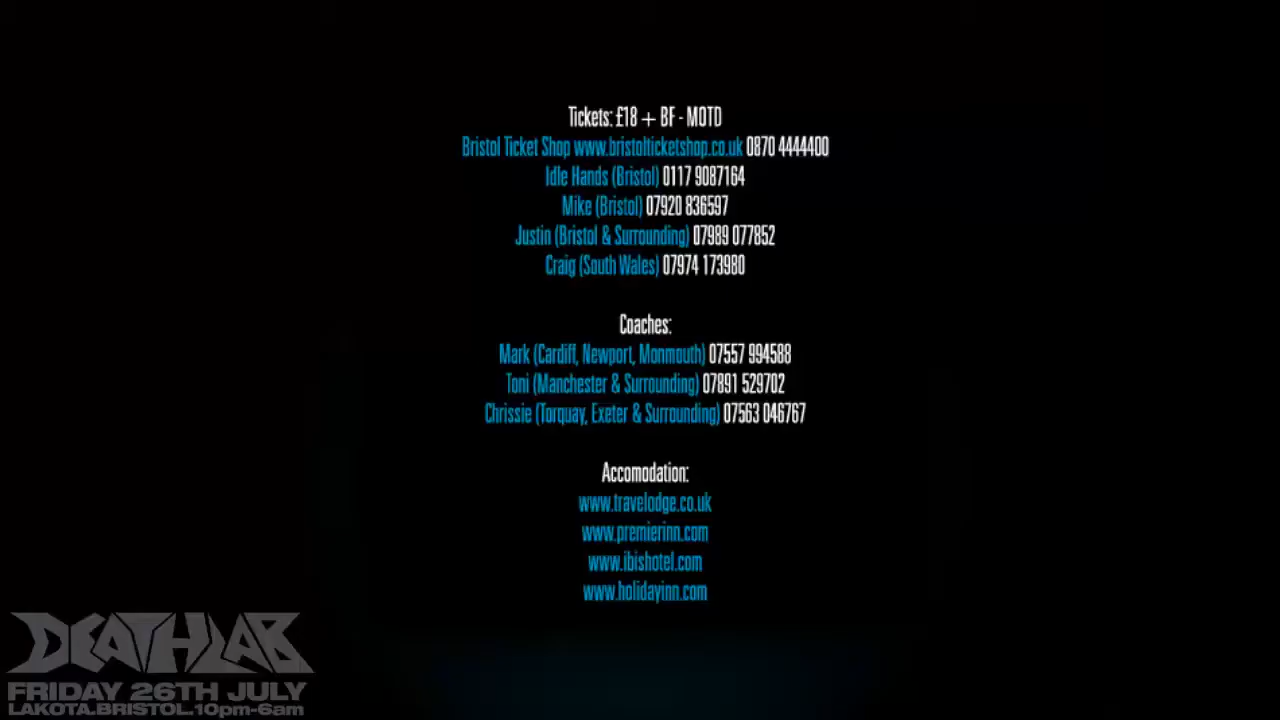 Tickets: £18 + BF - MOTD
Bristol Ticket Shop www.bristolticketshop.co.uk 0870 4444400
Idle Hands (Bristol) 0117 9087164
Mike (Bristol) 07920 836597
Justin (Bristol & Surrounding) 07989 077852
Craig (South Wales) 07974 173980
Coaches:
Mark (Cardiff, Newport, Monmouth) 07557 994588
Toni (Manchester & Surrounding) 07891 529702
Chrissie (Torquay, Exeter & Surrounding) 07563 046767
Accomodation:
www.travelodge.co.uk
www.premierinn.com
www.ibishotel.com
www.holidayinn.com
DEATHLAB
FRIDAY 26TH JULY
LAKOTA.BRISTOL.10pm-6am